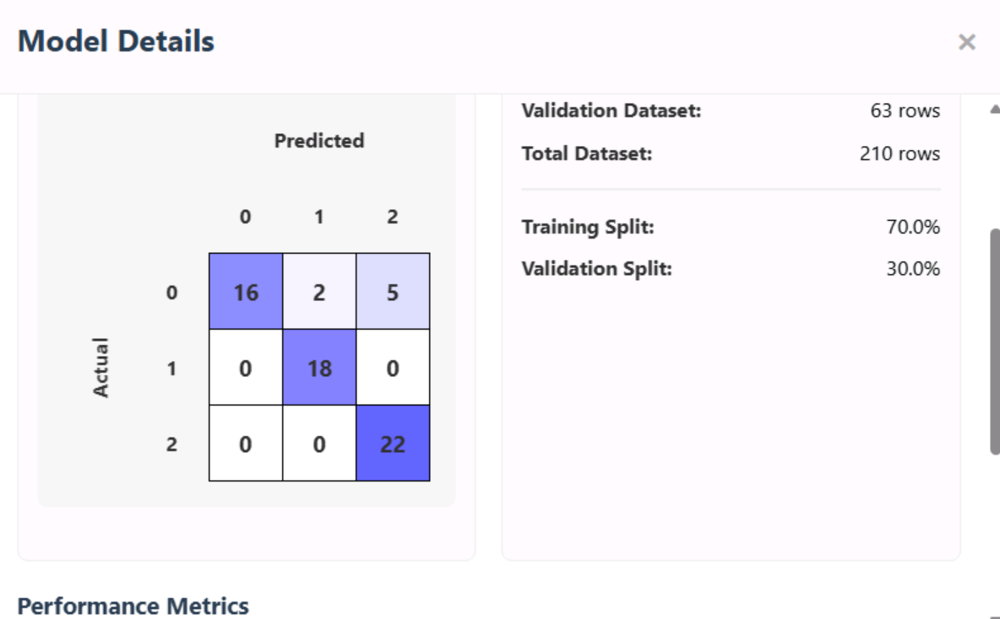 Model Details ×
Predicted
0 1 2
0 16 2 5
Actual
1 0 18 0
2 0 0 22
Validation Dataset: 63 rows
Total Dataset: 210 rows
Training Split: 70.0%
Validation Split: 30.0%
Performance Metrics